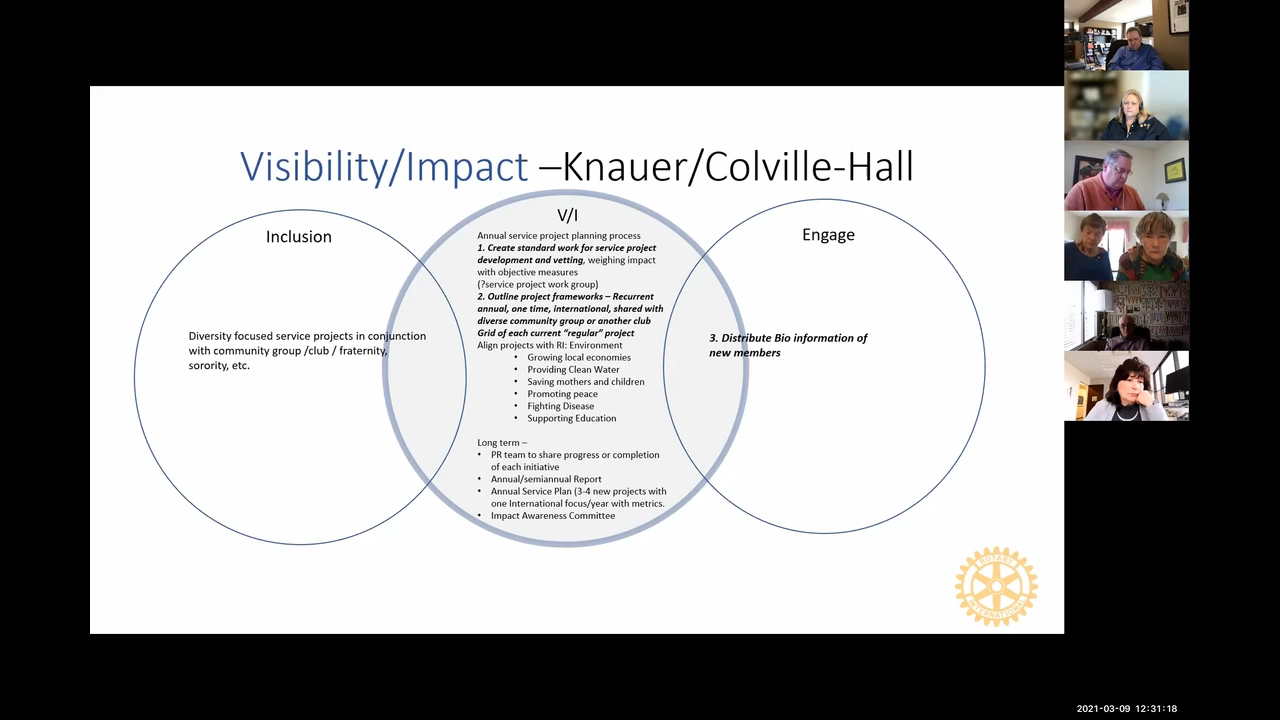 Visibility/Impact –Knauer/Colville-Hall
Inclusion
Diversity focused service projects in conjunction
with community group /club / fraternity,
sorority, etc.
V/I
Annual service project planning process
1. Create standard work for service project
development and vetting, weighing impact
with objective measures
(?service project work group)
2. Outline project frameworks – Recurrent
annual, one time, international, shared with
diverse community group or another club
Grid of each current “regular” project
Align projects with RI: Environment
• Growing local economies
• Providing Clean Water
• Saving mothers and children
• Promoting peace
• Fighting Disease
• Supporting Education
Long term –
• PR team to share progress or completion
of each initiative
• Annual/semiannual Report
• Annual Service Plan (3-4 new projects with
one International focus/year with metrics.
• Impact Awareness Committee
Engage
3. Distribute Bio information of
new members
ROTARY
INTERNATIONAL
2021-03-09 12:31:18